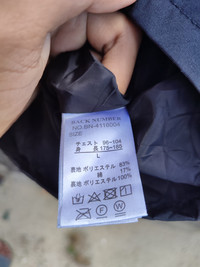 BACK NUMBER
NO.BN-4116004
SIZE
チェスト 96~104
身 長 175~185
L
表地 ポリエステル 83%
綿 17%
裏地 ポリエステル 100%